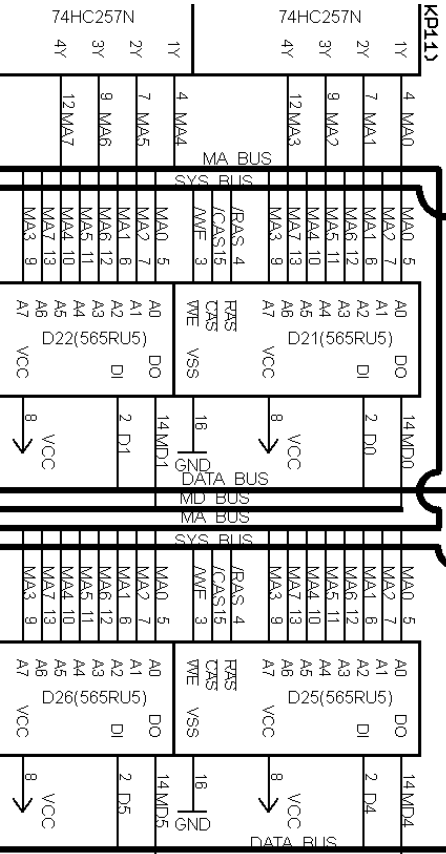 74HC257N 74HC257N КР11)
4Y 3Y 2Y 1Y 4Y 3Y 2Y 1Y
12 MA7 9 MA6 7 MA5 4 MA4 12 MA3 9 MA2 7 MA1 4 MA0
MA BUS
SYS BUS
MA3 9 MA7 13 MA4 10 MA5 11 MA6 12 MA1 6 MA2 7 MA0 5 /WE 3 /CAS 15 /RAS 4 MA3 9 MA7 13 MA4 10 MA5 11 MA6 12 MA1 6 MA2 7 MA0 5
A7 A6 A5 A4 A3 A2 A1 A0 WE CAS RAS A7 A6 A5 A4 A3 A2 A1 A0
D22(565RU5) D21(565RU5)
VCC DI DO VSS VCC DI DO
8 VCC 2 D1 14 MD1 16 GND 8 VCC 2 D0 14 MD0
DATA BUS
MD BUS
MA BUS
SYS BUS
MA3 9 MA7 13 MA4 10 MA5 11 MA6 12 MA1 6 MA2 7 MA0 5 /WE 3 /CAS 15 /RAS 4 MA3 9 MA7 13 MA4 10 MA5 11 MA6 12 MA1 6 MA2 7 MA0 5
A7 A6 A5 A4 A3 A2 A1 A0 WE CAS RAS A7 A6 A5 A4 A3 A2 A1 A0
D26(565RU5) D25(565RU5)
VCC DI DO VSS VCC DI DO
8 VCC 2 D5 14 MD5 16 GND 8 VCC 2 D4 14 MD4
DATA BUS